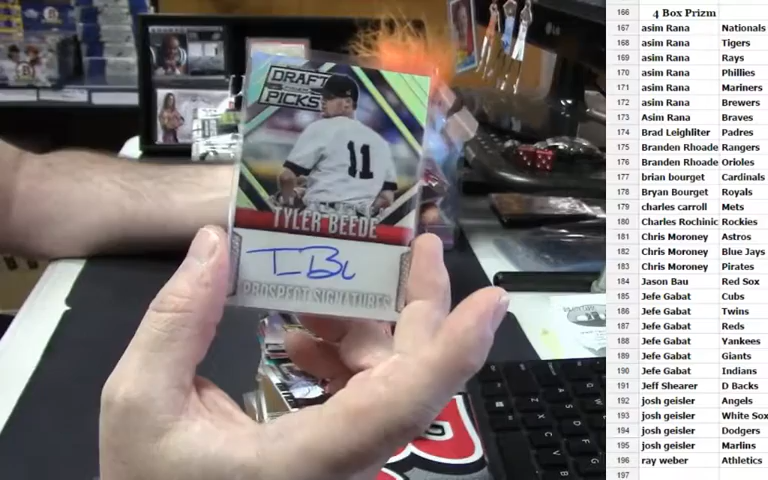 DRAFT
PICKS
11
TYLER BEEDE
PROSPECT SIGNATURES
166 4 Box Prizm
167 asim Rana Nationals
168 asim Rana Tigers
169 asim Rana Rays
170 asim Rana Phillies
171 asim Rana Mariners
172 asim Rana Brewers
173 Asim Rana Braves
174 Brad Leighliter Padres
175 Branden Rhoade Rangers
176 Branden Rhoade Orioles
177 brian bourget Cardinals
178 Bryan Bourget Royals
179 charles carroll Mets
180 Charles Rochinic Rockies
181 Chris Moroney Astros
182 Chris Moroney Blue Jays
183 Chris Moroney Pirates
184 Jason Bau Red Sox
185 Jefe Gabat Cubs
186 Jefe Gabat Twins
187 Jefe Gabat Reds
188 Jefe Gabat Yankees
189 Jefe Gabat Giants
190 Jefe Gabat Indians
191 Jeff Shearer D Backs
192 josh geisler Angels
193 josh geisler White Sox
194 josh geisler Dodgers
195 josh geisler Marlins
196 ray weber Athletics
197